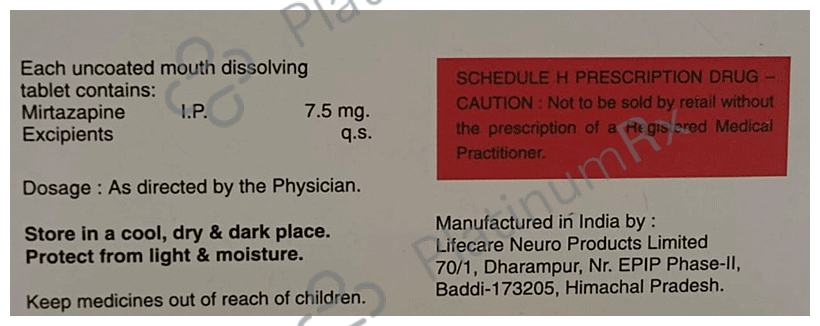 Each uncoated mouth dissolving
tablet contains:
Mirtazapine I.P. 7.5 mg.
Excipients q.s.
Dosage : As directed by the Physician.
Store in a cool, dry & dark place.
Protect from light & moisture.
Keep medicines out of reach of children.
SCHEDULE H PRESCRIPTION DRUG –
CAUTION : Not to be sold by retail without
the prescription of a Registered Medical
Practitioner.
Manufactured in India by :
Lifecare Neuro Products Limited
70/1, Dharampur, Nr. EPIP Phase-II,
Baddi-173205, Himachal Pradesh.
PlatinumRx